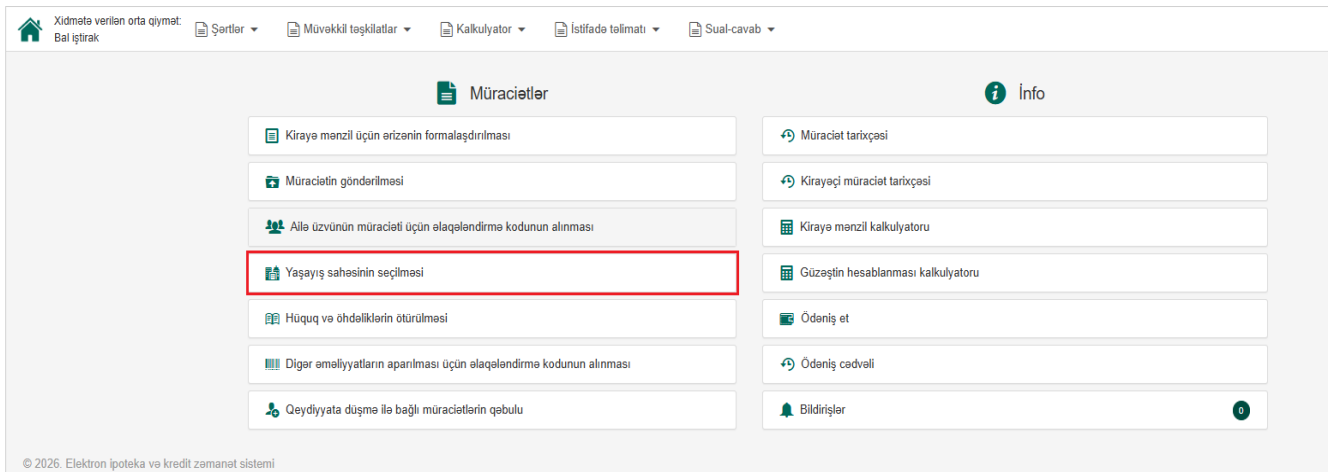 Xidmətə verilən orta qiymət:
Bal iştirak
Şərtlər
Müvəkkil təşkilatlar
Kalkulyator
İstifadə təlimatı
Sual-cavab
Müraciətlər
Kirayə mənzil üçün ərizənin formalaşdırılması
Müraciətin göndərilməsi
Ailə üzvünün müraciəti üçün əlaqələndirmə kodunun alınması
Yaşayış sahəsinin seçilməsi
Hüquq və öhdəliklərin ötürülməsi
Digər əməliyyatların aparılması üçün əlaqələndirmə kodunun alınması
Qeydiyyata düşmə ilə bağlı müraciətlərin qəbulu
İnfo
Müraciət tarixçəsi
Kirayəçi müraciət tarixçəsi
Kirayə mənzil kalkulyatoru
Güzəştin hesablanması kalkulyatoru
Ödəniş et
Ödəniş cədvəli
Bildirişlər
0
© 2026. Elektron ipoteka və kredit zəmanət sistemi